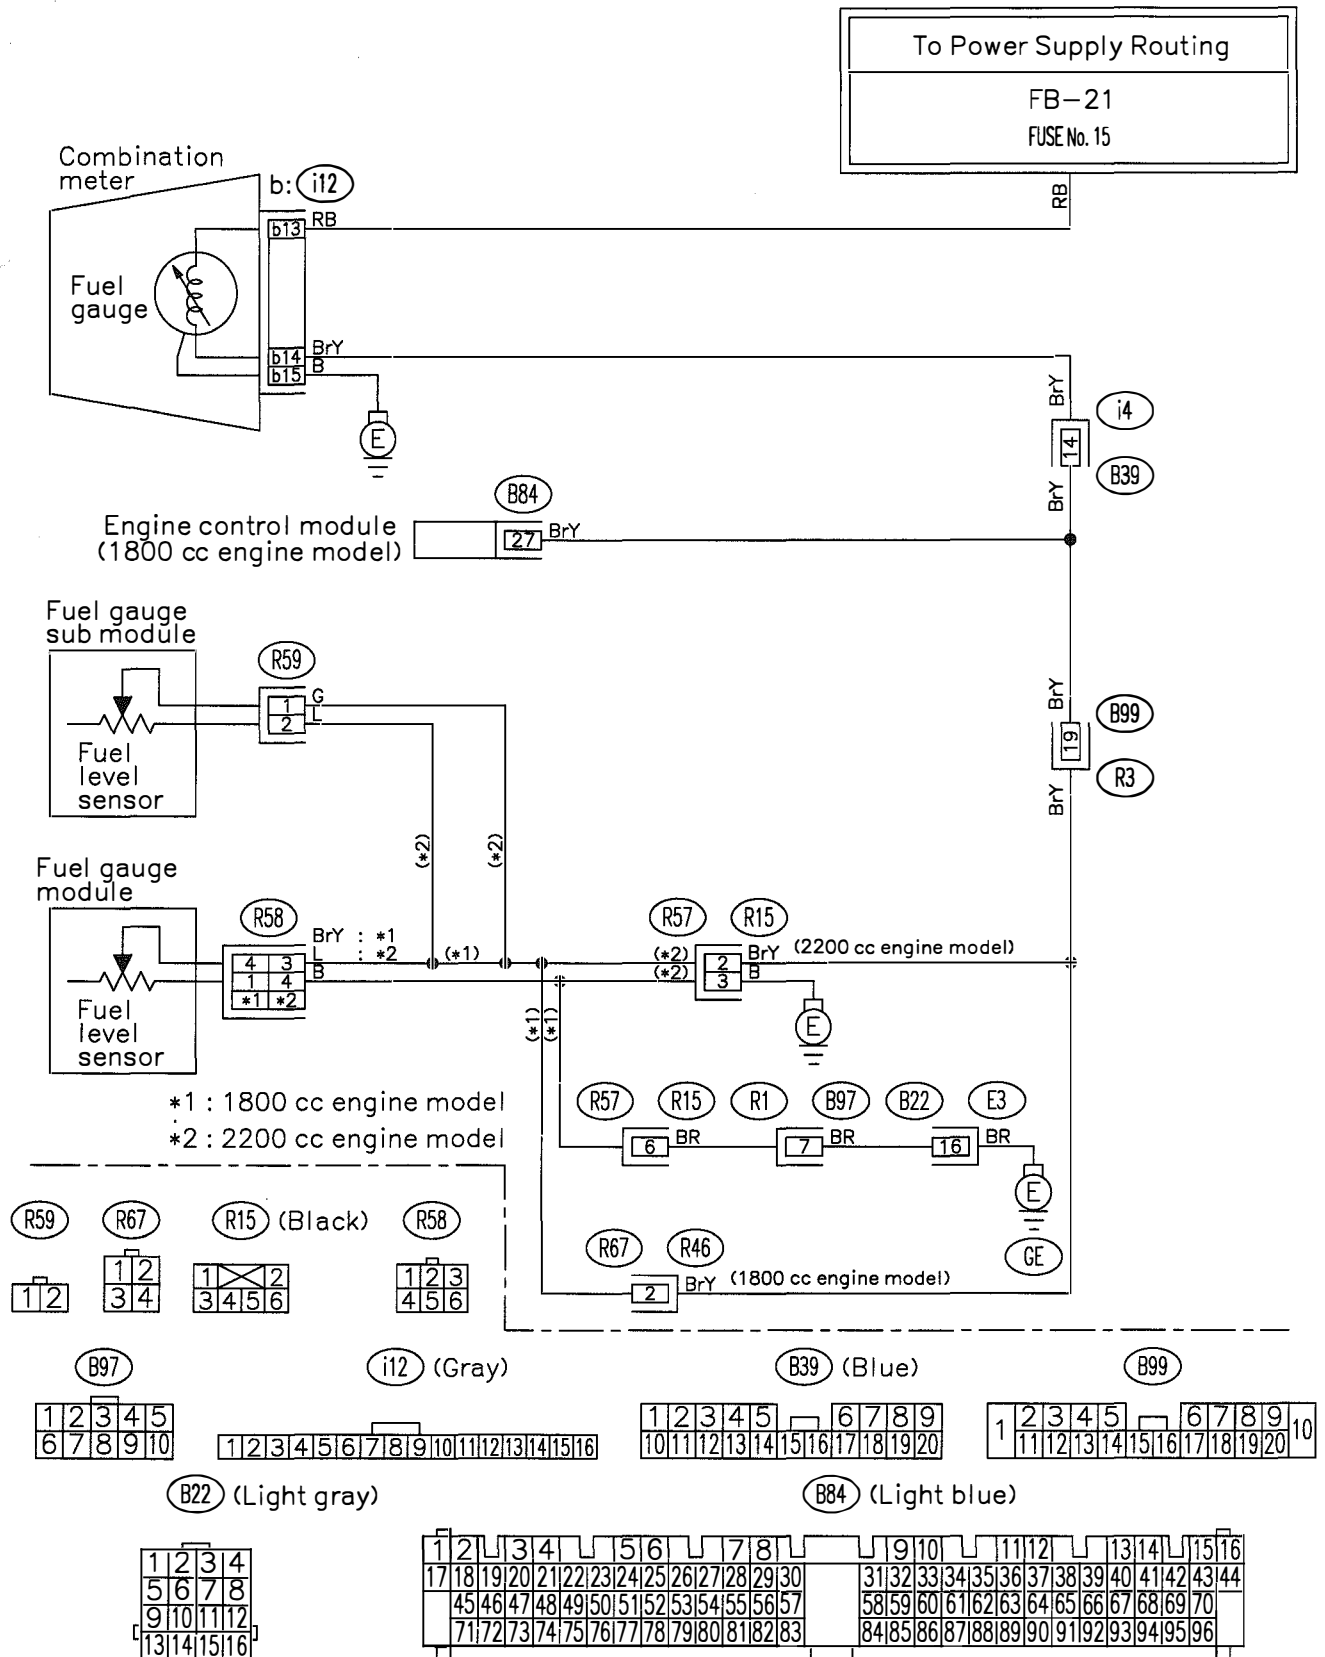 To Power Supply Routing
FB-21
FUSE No. 15
RB
Combination
meter
b: i12
b13 RB
Fuel
gauge
b14 BrY
b15 B
E
BrY
i4
14
B39
BrY
B84
Engine control module
(1800 cc engine model)
27 BrY
Fuel gauge
sub module
R59
1 G
2 L
Fuel
level
sensor
BrY
B99
19
R3
BrY
(*2) (*2)
Fuel gauge
module
R58
BrY : *1
L : *2 (*1)
4 3
1 4 B
*1 *2
Fuel
level
sensor
R57 R15
(*2) 2 BrY (2200 cc engine model)
(*2) 3 B
E
(*1) (*1)
*1 : 1800 cc engine model
*2 : 2200 cc engine model
R57 R15 R1 B97 B22 E3
6 BR 7 BR 16 BR
E
GE
R67 R46
2 BrY (1800 cc engine model)
R59 R67 R15 (Black) R58
1 2
1 2
3 4
1 2
3 4 5 6
1 2 3
4 5 6
B97 i12 (Gray) B39 (Blue) B99
1 2 3 4 5
6 7 8 9 10
1 2 3 4 5 6 7 8 9 10 11 12 13 14 15 16
1 2 3 4 5 6 7 8 9
10 11 12 13 14 15 16 17 18 19 20
1 2 3 4 5 6 7 8 9 10
11 12 13 14 15 16 17 18 19 20
B22 (Light gray) B84 (Light blue)
1 2 3 4
5 6 7 8
9 10 11 12
13 14 15 16
1 2 3 4 5 6 7 8 9 10 11 12 13 14 15 16
17 18 19 20 21 22 23 24 25 26 27 28 29 30 31 32 33 34 35 36 37 38 39 40 41 42 43 44
45 46 47 48 49 50 51 52 53 54 55 56 57 58 59 60 61 62 63 64 65 66 67 68 69 70
71 72 73 74 75 76 77 78 79 80 81 82 83 84 85 86 87 88 89 90 91 92 93 94 95 96